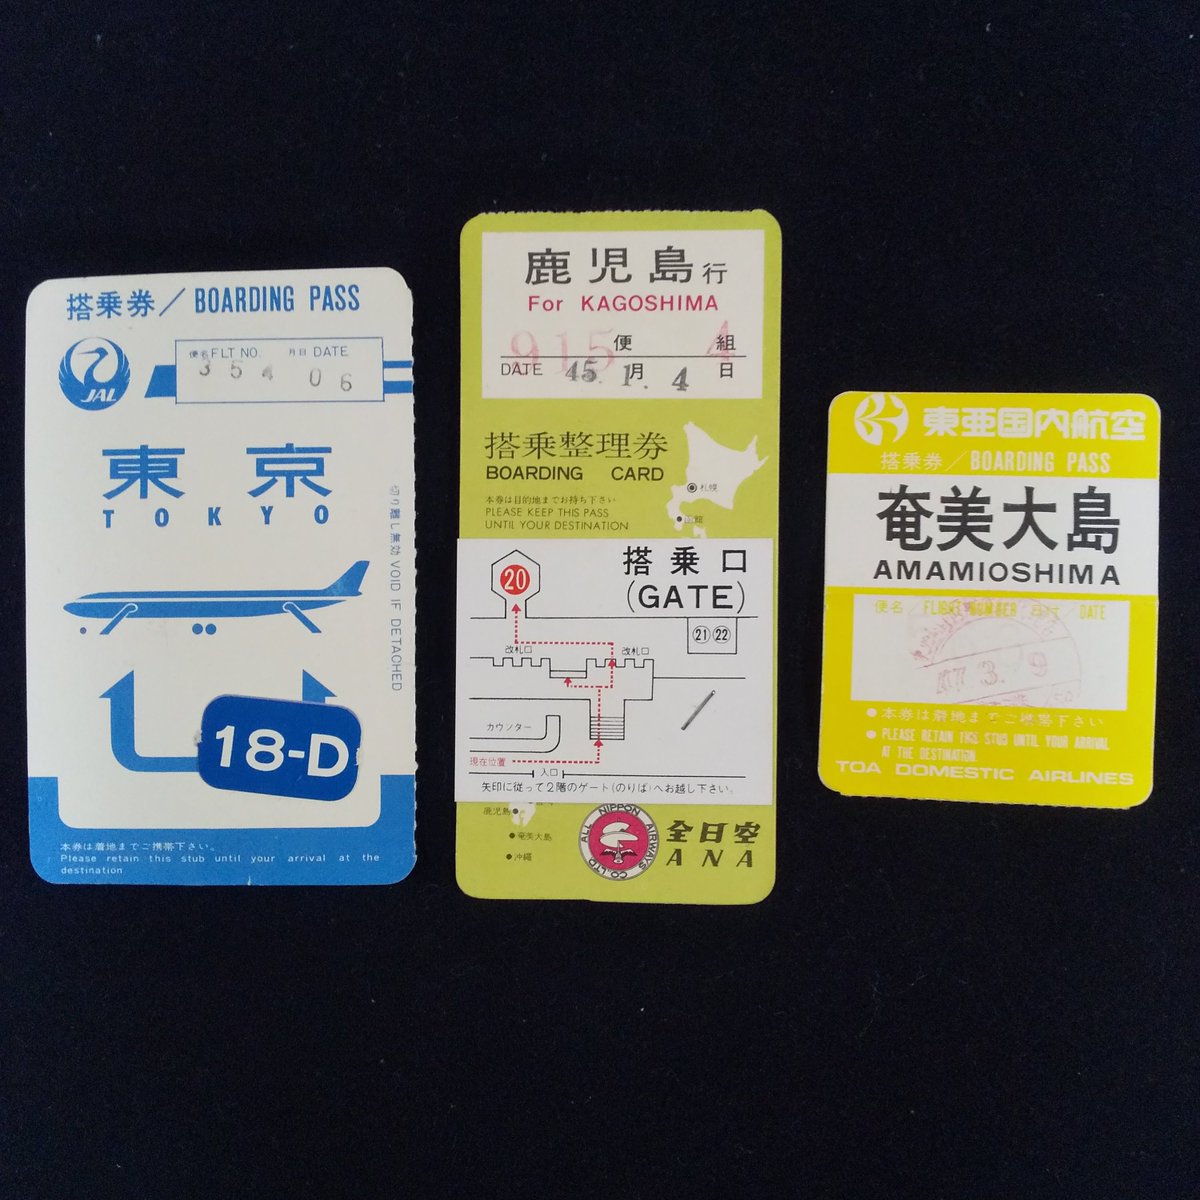 搭乗券／BOARDING PASS
JAL
便名FLT NO. 月日 DATE
354 06
東京
TOKYO
切り離し無効 VOID IF DETACHED
18-D
本券は着地までご携帯下さい。
Please retain this stub until your arrival at the
destination
鹿児島行
For KAGOSHIMA
915便 4組
DATE 45.1月.4日
搭乗整理券
BOARDING CARD
本券は目的地までお持ち下さい
PLEASE KEEP THIS PASS
UNTIL YOUR DESTINATION
札幌
函館
搭乗口
(GATE)
20
21 22
改札口 改札口
カウンター
現在位置
入口
矢印に従って2階のゲート(のりば)へお越し下さい。
鹿児島
奄美大島
沖縄
ALL NIPPON AIRWAYS CO. LTD.
全日空
ANA
東亜国内航空
搭乗券／BOARDING PASS
奄美大島
AMAMIOSHIMA
便名／FLIGHT NUMBER 日付／DATE
47.3.9
●本券は着地までご携帯下さい
●PLEASE RETAIN THIS STUB UNTIL YOUR ARRIVAL
AT THE DESTINATION.
TOA DOMESTIC AIRLINES